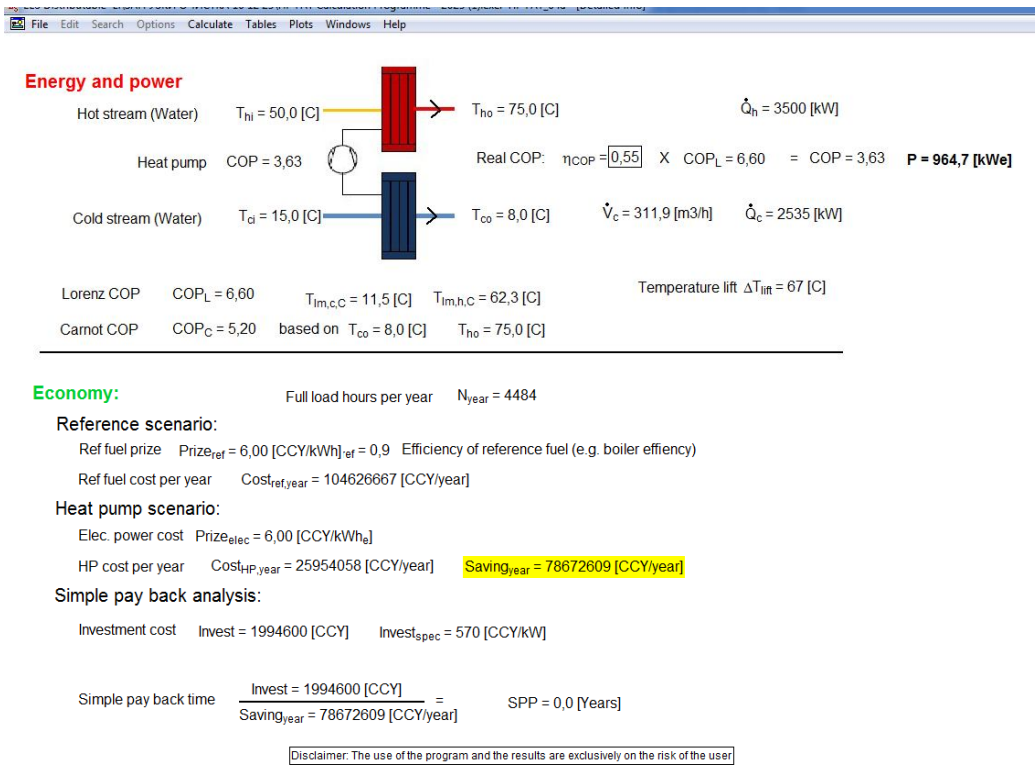 File Edit Search Options Calculate Tables Plots Windows Help
Energy and power
Hot stream (Water) Thi = 50,0 [C] Tho = 75,0 [C] Q̇h = 3500 [kW]
Heat pump COP = 3,63 Real COP: ηCOP = 0,55 X COPL = 6,60 = COP = 3,63 P = 964,7 [kWe]
Cold stream (Water) Tci = 15,0 [C] Tco = 8,0 [C] V̇c = 311,9 [m3/h] Q̇c = 2535 [kW]
Lorenz COP COPL = 6,60 Tlm,c,C = 11,5 [C] Tlm,h,C = 62,3 [C] Temperature lift ΔTlift = 67 [C]
Carnot COP COPC = 5,20 based on Tco = 8,0 [C] Tho = 75,0 [C]
Economy: Full load hours per year Nyear = 4484
Reference scenario:
Ref fuel prize Prizeref = 6,00 [CCY/kWh] ref = 0,9 Efficiency of reference fuel (e.g. boiler effiency)
Ref fuel cost per year Costref,year = 104626667 [CCY/year]
Heat pump scenario:
Elec. power cost Prizeelec = 6,00 [CCY/kWhe]
HP cost per year CostHP,year = 25954058 [CCY/year] Savingyear = 78672609 [CCY/year]
Simple pay back analysis:
Investment cost Invest = 1994600 [CCY] Investspec = 570 [CCY/kW]
Invest = 1994600 [CCY]
Simple pay back time = SPP = 0,0 [Years]
Savingyear = 78672609 [CCY/year]
Disclaimer: The use of the program and the results are exclusively on the risk of the user